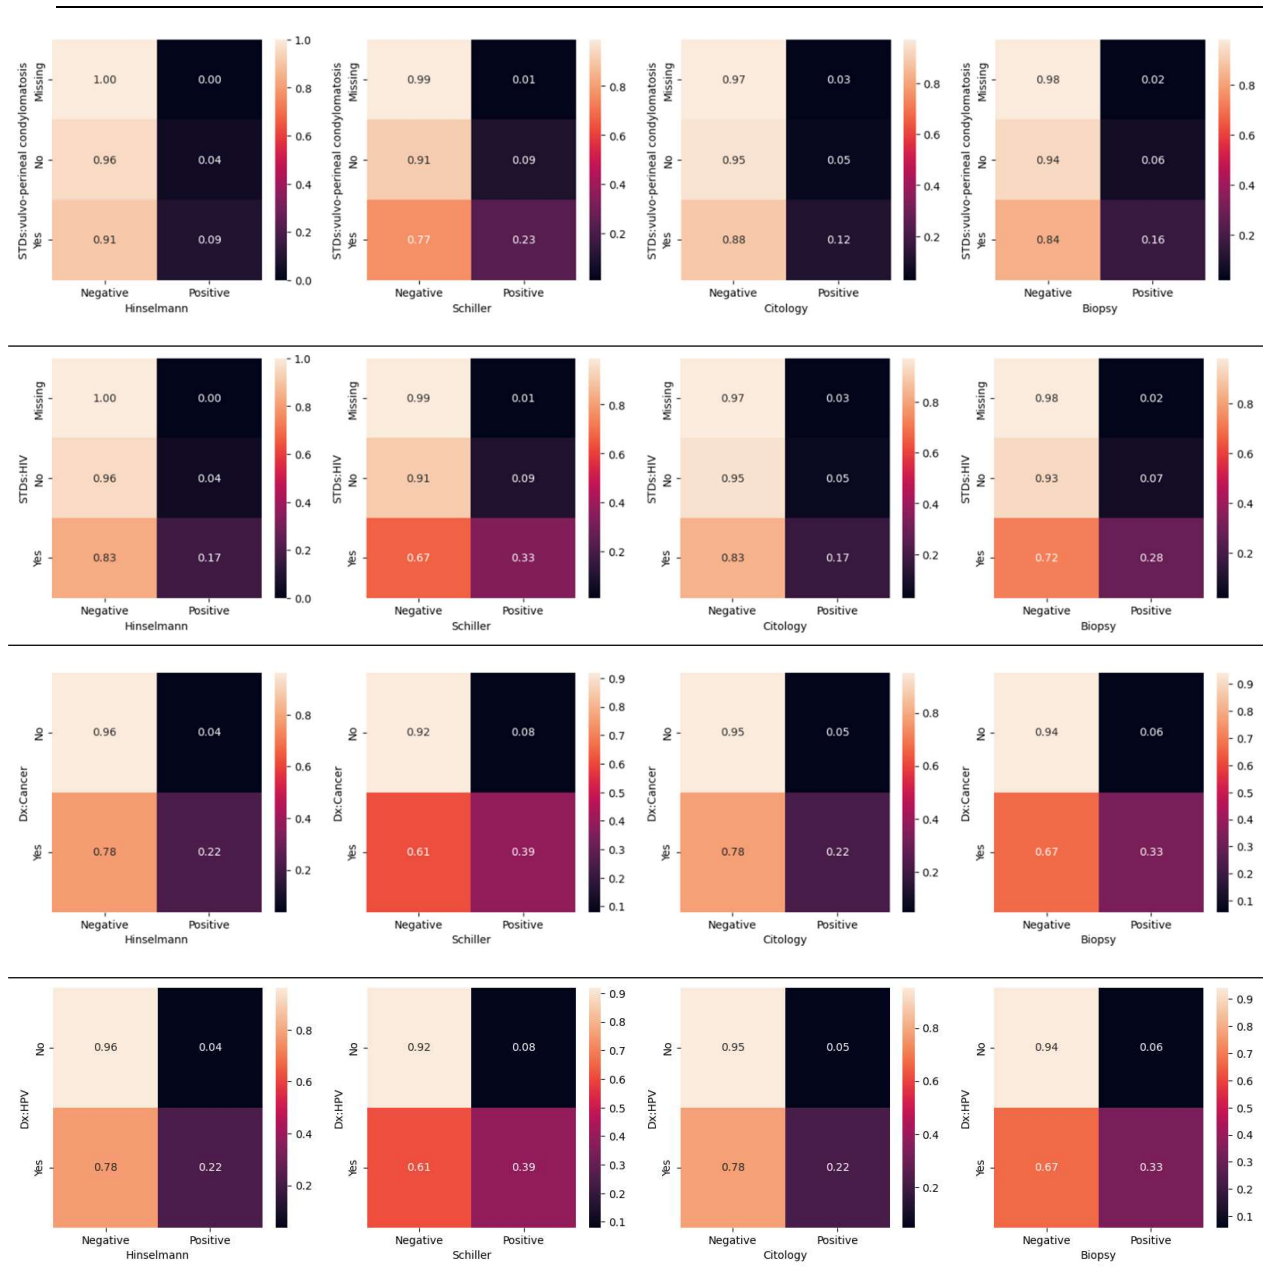 STDs:vulvo-perineal condylomatosis
Missing
No
Yes
1.00 0.00
0.96 0.04
0.91 0.09
Negative Positive
Hinselmann
1.0
0.8
0.6
0.4
0.2
0.0
STDs:vulvo-perineal condylomatosis
Missing
No
Yes
0.99 0.01
0.91 0.09
0.77 0.23
Negative Positive
Schiller
0.8
0.6
0.4
0.2
STDs:vulvo-perineal condylomatosis
Missing
No
Yes
0.97 0.03
0.95 0.05
0.88 0.12
Negative Positive
Citology
0.8
0.6
0.4
0.2
STDs:vulvo-perineal condylomatosis
Missing
No
Yes
0.98 0.02
0.94 0.06
0.84 0.16
Negative Positive
Biopsy
0.8
0.6
0.4
0.2
STDs:HIV
Missing
No
Yes
1.00 0.00
0.96 0.04
0.83 0.17
Negative Positive
Hinselmann
1.0
0.8
0.6
0.4
0.2
0.0
STDs:HIV
Missing
No
Yes
0.99 0.01
0.91 0.09
0.67 0.33
Negative Positive
Schiller
0.8
0.6
0.4
0.2
STDs:HIV
Missing
No
Yes
0.97 0.03
0.95 0.05
0.83 0.17
Negative Positive
Citology
0.8
0.6
0.4
0.2
STDs:HIV
Missing
No
Yes
0.98 0.02
0.93 0.07
0.72 0.28
Negative Positive
Biopsy
0.8
0.6
0.4
0.2
Dx:Cancer
No
Yes
0.96 0.04
0.78 0.22
Negative Positive
Hinselmann
0.8
0.6
0.4
0.2
Dx:Cancer
No
Yes
0.92 0.08
0.61 0.39
Negative Positive
Schiller
0.9
0.8
0.7
0.6
0.5
0.4
0.3
0.2
0.1
Dx:Cancer
No
Yes
0.95 0.05
0.78 0.22
Negative Positive
Citology
0.8
0.6
0.4
0.2
Dx:Cancer
No
Yes
0.94 0.06
0.67 0.33
Negative Positive
Biopsy
0.9
0.8
0.7
0.6
0.5
0.4
0.3
0.2
0.1
Dx:HPV
No
Yes
0.96 0.04
0.78 0.22
Negative Positive
Hinselmann
0.8
0.6
0.4
0.2
Dx:HPV
No
Yes
0.92 0.08
0.61 0.39
Negative Positive
Schiller
0.9
0.8
0.7
0.6
0.5
0.4
0.3
0.2
0.1
Dx:HPV
No
Yes
0.95 0.05
0.78 0.22
Negative Positive
Citology
0.8
0.6
0.4
0.2
Dx:HPV
No
Yes
0.94 0.06
0.67 0.33
Negative Positive
Biopsy
0.9
0.8
0.7
0.6
0.5
0.4
0.3
0.2
0.1